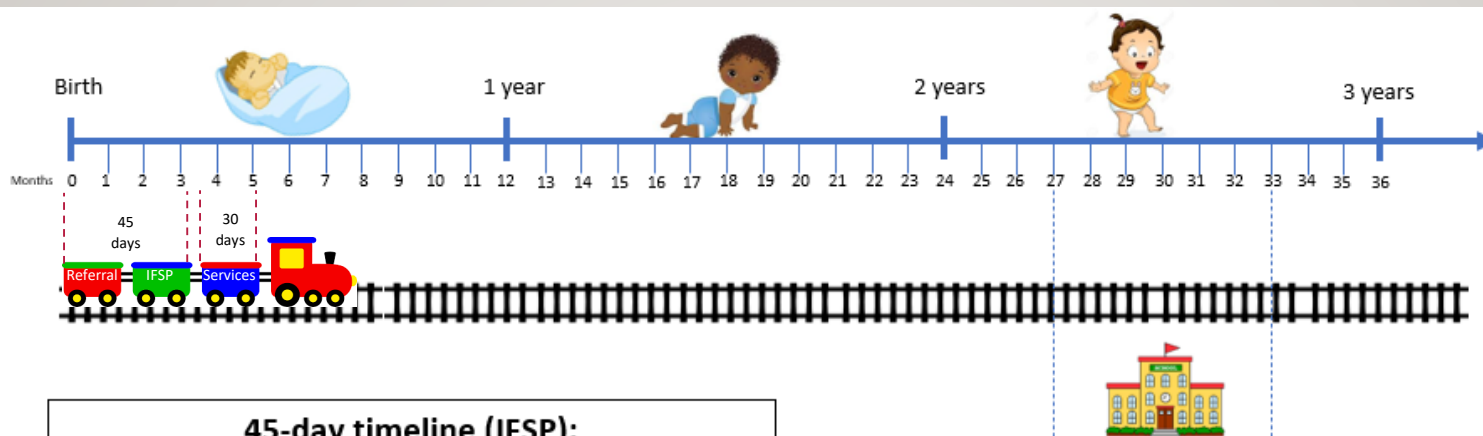 Birth
1 year
2 years
3 years
Months 0 1 2 3 4 5 6 7 8 9 10 11 12 13 14 15 16 17 18 19 20 21 22 23 24 25 26 27 28 29 30 31 32 33 34 35 36
45
days
30
days
Referral IFSP Services
SCHOOL
45-day timeline (IFSP):